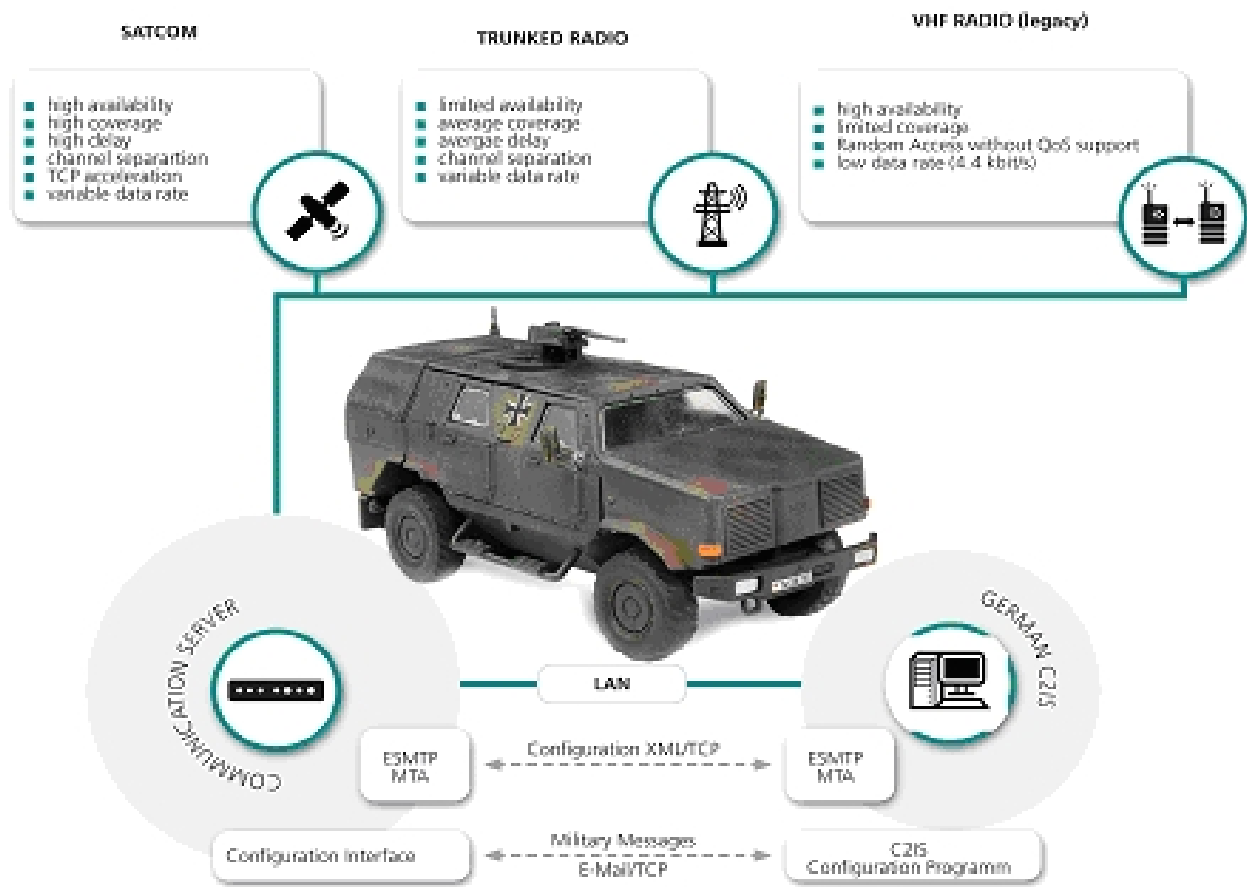 SATCOM
high availability
high coverage
high delay
channel separartion
TCP acceleration
variable data rate
TRUNKED RADIO
limited availability
average coverage
avergae delay
channel separation
variable data rate
VHF RADIO (legacy)
high availability
limited coverage
Random Access without QoS support
low data rate (4.4 kbit/s)
COMMUNICATION SERVER
LAN
GERMAN C2IS
ESMTP
MTA
Configuration XML/TCP
ESMTP
MTA
Configuration Interface
Military Messages
E-Mail/TCP
C2IS
Configuration Programm